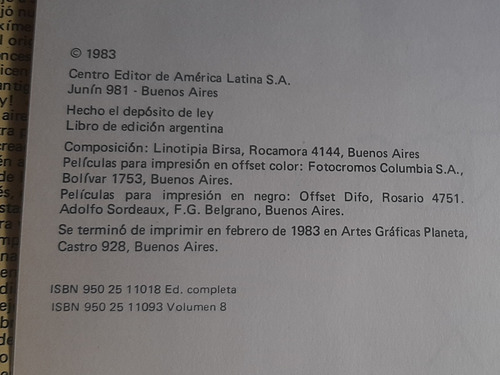 © 1983
Centro Editor de América Latina S.A.
Junín 981 - Buenos Aires
Hecho el depósito de ley
Libro de edición argentina
Composición: Linotipia Birsa, Rocamora 4144, Buenos Aires
Películas para impresión en offset color: Fotocromos Columbia S.A.,
Bolívar 1753, Buenos Aires.
Películas para impresión en negro: Offset Difo, Rosario 4751.
Adolfo Sordeaux, F.G. Belgrano, Buenos Aires.
Se terminó de imprimir en febrero de 1983 en Artes Gráficas Planeta,
Castro 928, Buenos Aires.
ISBN 950 25 11018 Ed. completa
ISBN 950 25 11093 Volumen 8